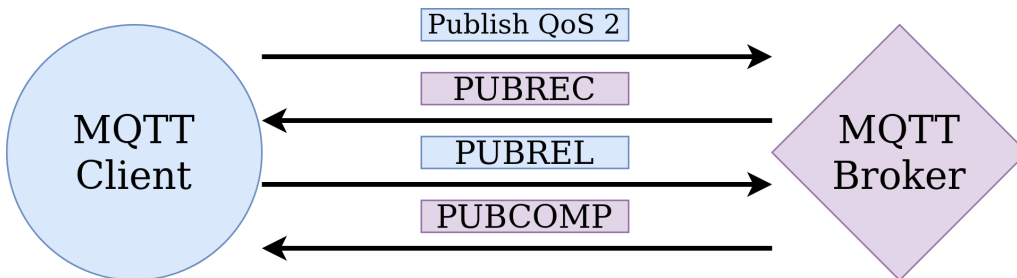 Publish QoS 2
PUBREC
MQTT
Client
MQTT
Broker
PUBREL
PUBCOMP